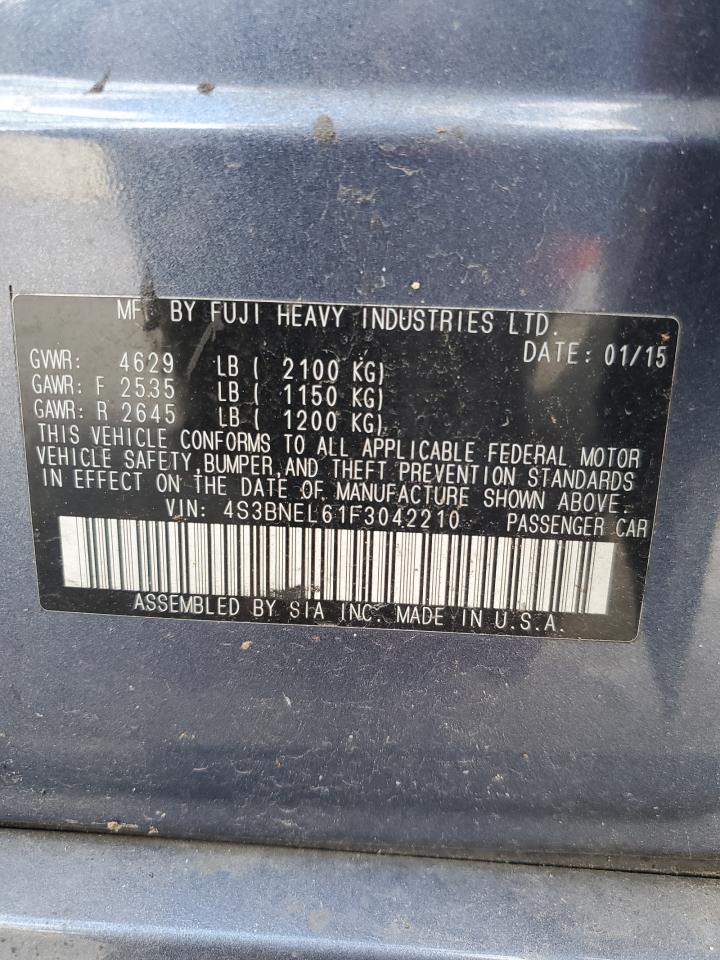 MFD BY FUJI HEAVY INDUSTRIES LTD.
DATE: 01/15
GVWR: 4629 LB ( 2100 KG)
GAWR: F 2535 LB ( 1150 KG)
GAWR: R 2645 LB ( 1200 KG)
THIS VEHICLE CONFORMS TO ALL APPLICABLE FEDERAL MOTOR
VEHICLE SAFETY, BUMPER, AND THEFT PREVENTION STANDARDS
IN EFFECT ON THE DATE OF MANUFACTURE SHOWN ABOVE.
VIN: 4S3BNEL61F3042210 PASSENGER CAR
ASSEMBLED BY SIA INC. MADE IN U.S.A.